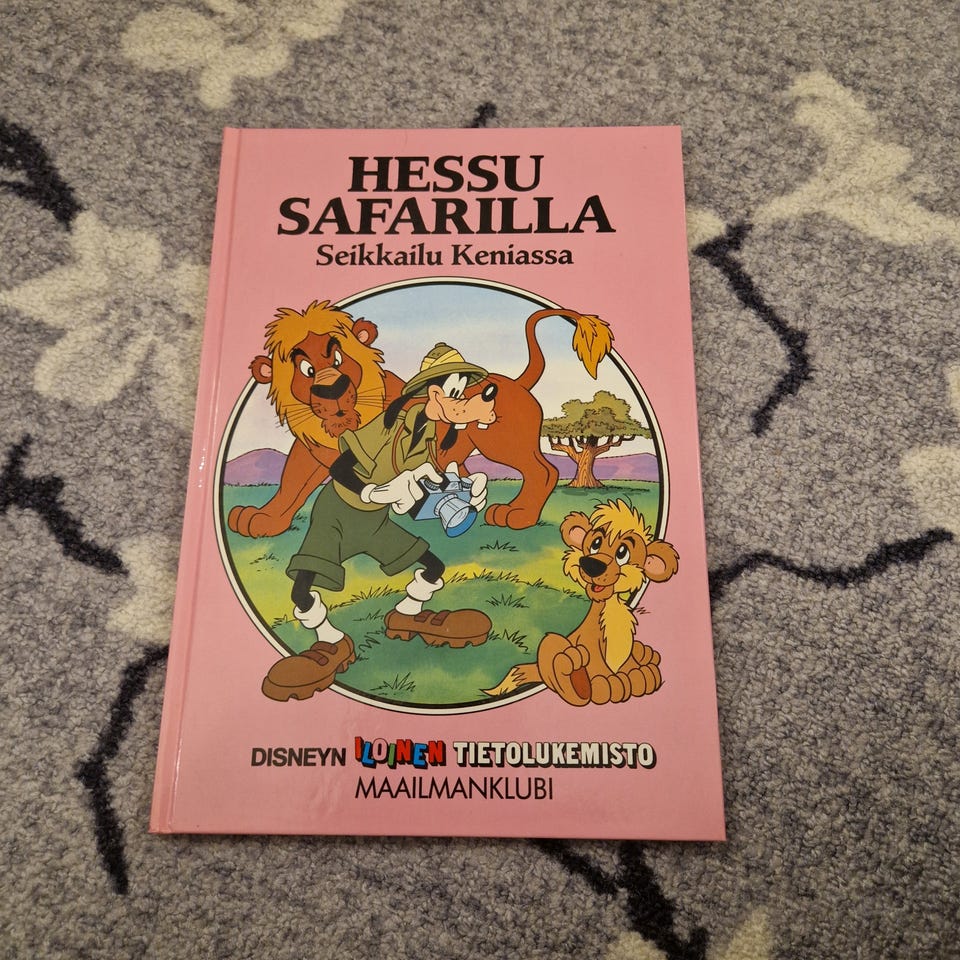 HESSU
SAFARILLA
Seikkailu Keniassa
DISNEYN ILOINEN TIETOLUKEMISTO
MAAILMANKLUBI